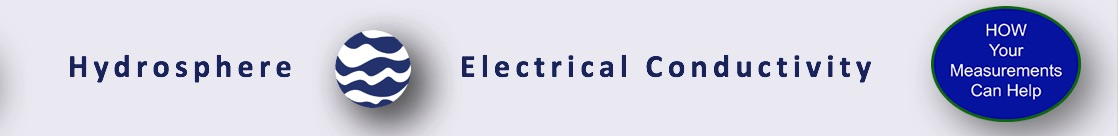 Hydrosphere Electrical Conductivity
HOW
Your
Measurements
Can Help